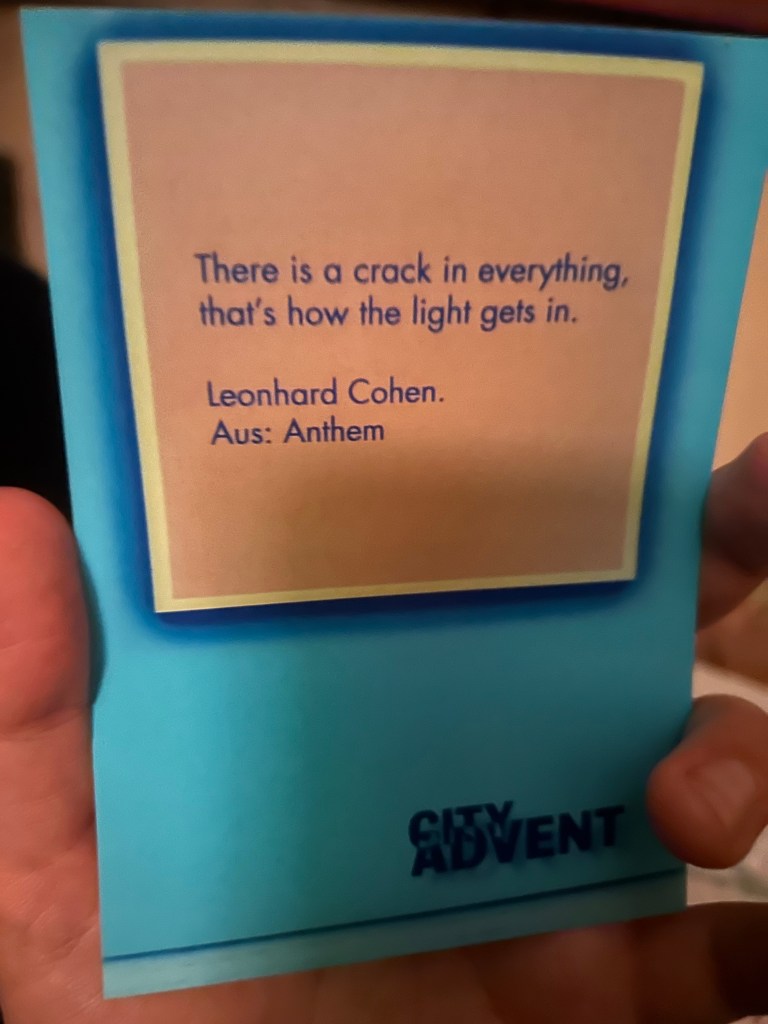 There is a crack in everything,
that's how the light gets in.
Leonhard Cohen.
Aus: Anthem
CITY
ADVENT